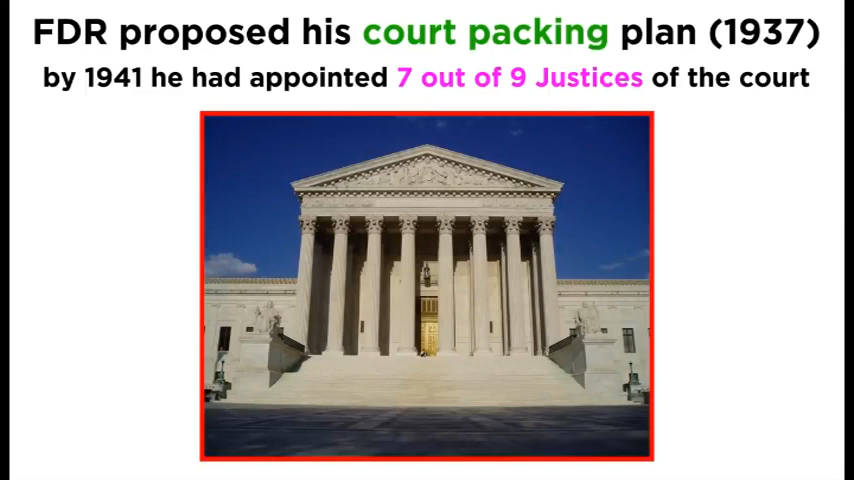 FDR proposed his court packing plan (1937)
by 1941 he had appointed 7 out of 9 Justices of the court